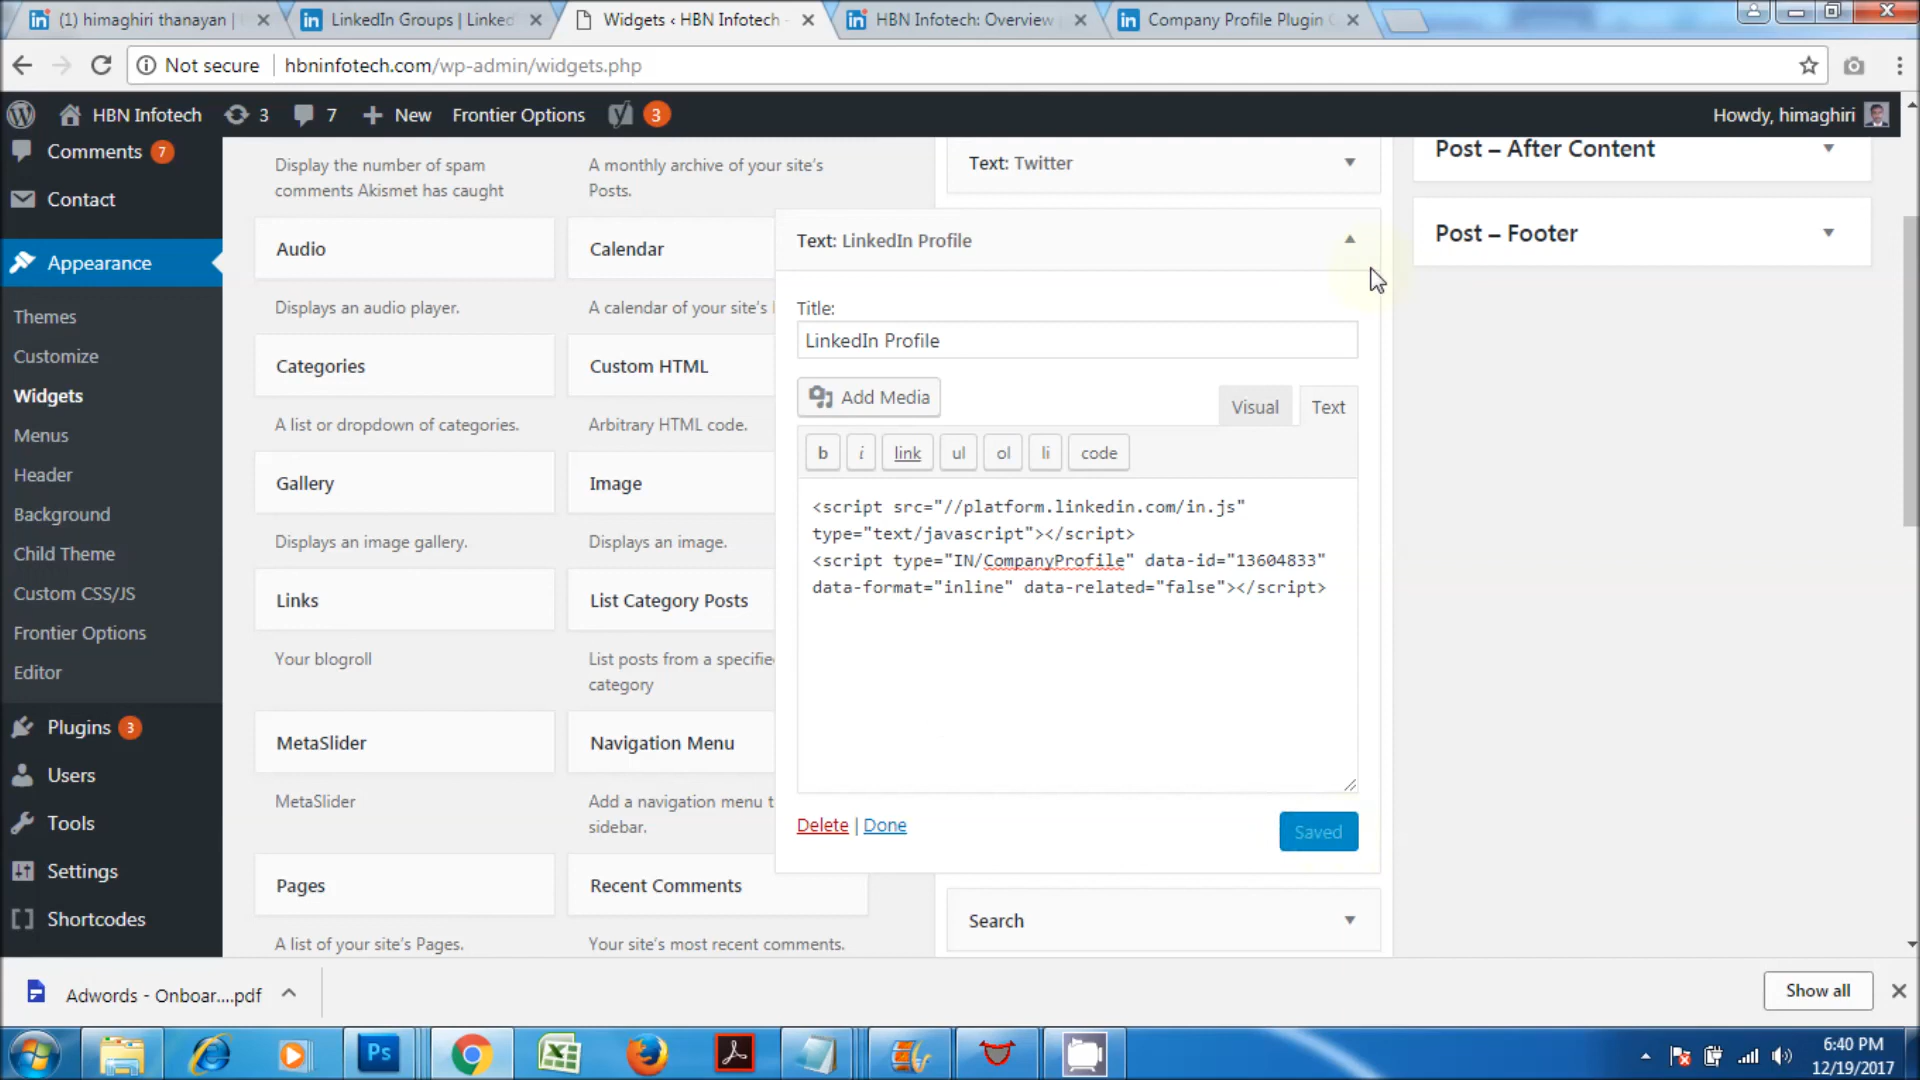 (1) himaghiri thanayan |
LinkedIn Groups | Linked
Widgets ‹ HBN Infotech -
HBN Infotech: Overview
Company Profile Plugin
Not secure
hbninfotech.com/wp-admin/widgets.php
HBN Infotech
3
7
New
Frontier Options
3
Howdy, himaghiri
Comments 7
Contact
Appearance
Themes
Customize
Widgets
Menus
Header
Background
Child Theme
Custom CSS/JS
Frontier Options
Editor
Plugins 3
Users
Tools
Settings
Shortcodes
Display the number of spam
comments Akismet has caught
Audio
Displays an audio player.
Categories
A list or dropdown of categories.
Gallery
Displays an image gallery.
Links
Your blogroll
MetaSlider
MetaSlider
Pages
A list of your site's Pages.
A monthly archive of your site's
Posts.
Calendar
A calendar of your site's
Custom HTML
Arbitrary HTML code.
Image
Displays an image.
List Category Posts
List posts from a specified
category
Navigation Menu
Add a navigation menu t
sidebar.
Recent Comments
Your site's most recent comments.
Text: Twitter
Text: LinkedIn Profile
Title:
LinkedIn Profile
Add Media
Visual
Text
b
i
link
ul
ol
li
code
<script src="//platform.linkedin.com/in.js"
type="text/javascript"></script>
<script type="IN/CompanyProfile" data-id="13604833"
data-format="inline" data-related="false"></script>
Delete | Done
Saved
Search
Post – After Content
Post – Footer
Adwords - Onboar....pdf
Show all
Ps
6:40 PM
12/19/2017